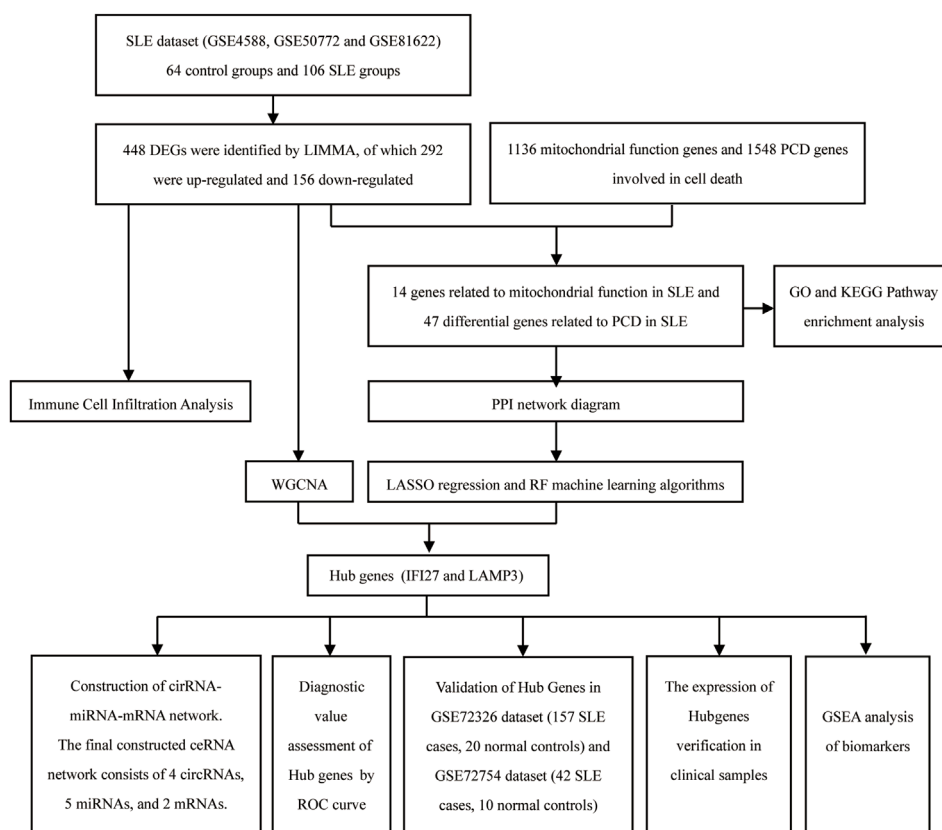 SLE dataset (GSE4588, GSE50772 and GSE81622)
64 control groups and 106 SLE groups
448 DEGs were identified by LIMMA, of which 292
were up-regulated and 156 down-regulated
1136 mitochondrial function genes and 1548 PCD genes
involved in cell death
14 genes related to mitochondrial function in SLE and
47 differential genes related to PCD in SLE
GO and KEGG Pathway
enrichment analysis
Immune Cell Infiltration Analysis
PPI network diagram
WGCNA
LASSO regression and RF machine learning algorithms
Hub genes (IFI27 and LAMP3)
Construction of cirRNA-
miRNA-mRNA network.
The final constructed ceRNA
network consists of 4 circRNAs,
5 miRNAs, and 2 mRNAs.
Diagnostic
value
assessment of
Hub genes by
ROC curve
Validation of Hub Genes in
GSE72326 dataset (157 SLE
cases, 20 normal controls) and
GSE72754 dataset (42 SLE
cases, 10 normal controls)
The expression of
Hubgenes
verification in
clinical samples
GSEA analysis
of biomarkers